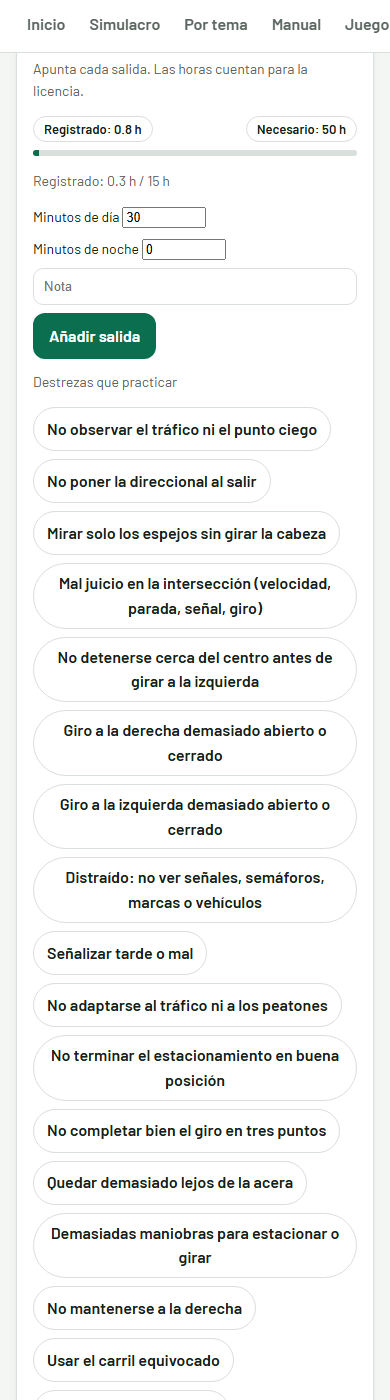 Inicio Simulacro Por tema Manual Juego
Apunta cada salida. Las horas cuentan para la
licencia.
Registrado: 0.8 h Necesario: 50 h
Registrado: 0.3 h / 15 h
Minutos de día 30
Minutos de noche 0
Nota
Añadir salida
Destrezas que practicar
No observar el tráfico ni el punto ciego
No poner la direccional al salir
Mirar solo los espejos sin girar la cabeza
Mal juicio en la intersección (velocidad,
parada, señal, giro)
No detenerse cerca del centro antes de
girar a la izquierda
Giro a la derecha demasiado abierto o
cerrado
Giro a la izquierda demasiado abierto o
cerrado
Distraído: no ver señales, semáforos,
marcas o vehículos
Señalizar tarde o mal
No adaptarse al tráfico ni a los peatones
No terminar el estacionamiento en buena
posición
No completar bien el giro en tres puntos
Quedar demasiado lejos de la acera
Demasiadas maniobras para estacionar o
girar
No mantenerse a la derecha
Usar el carril equivocado